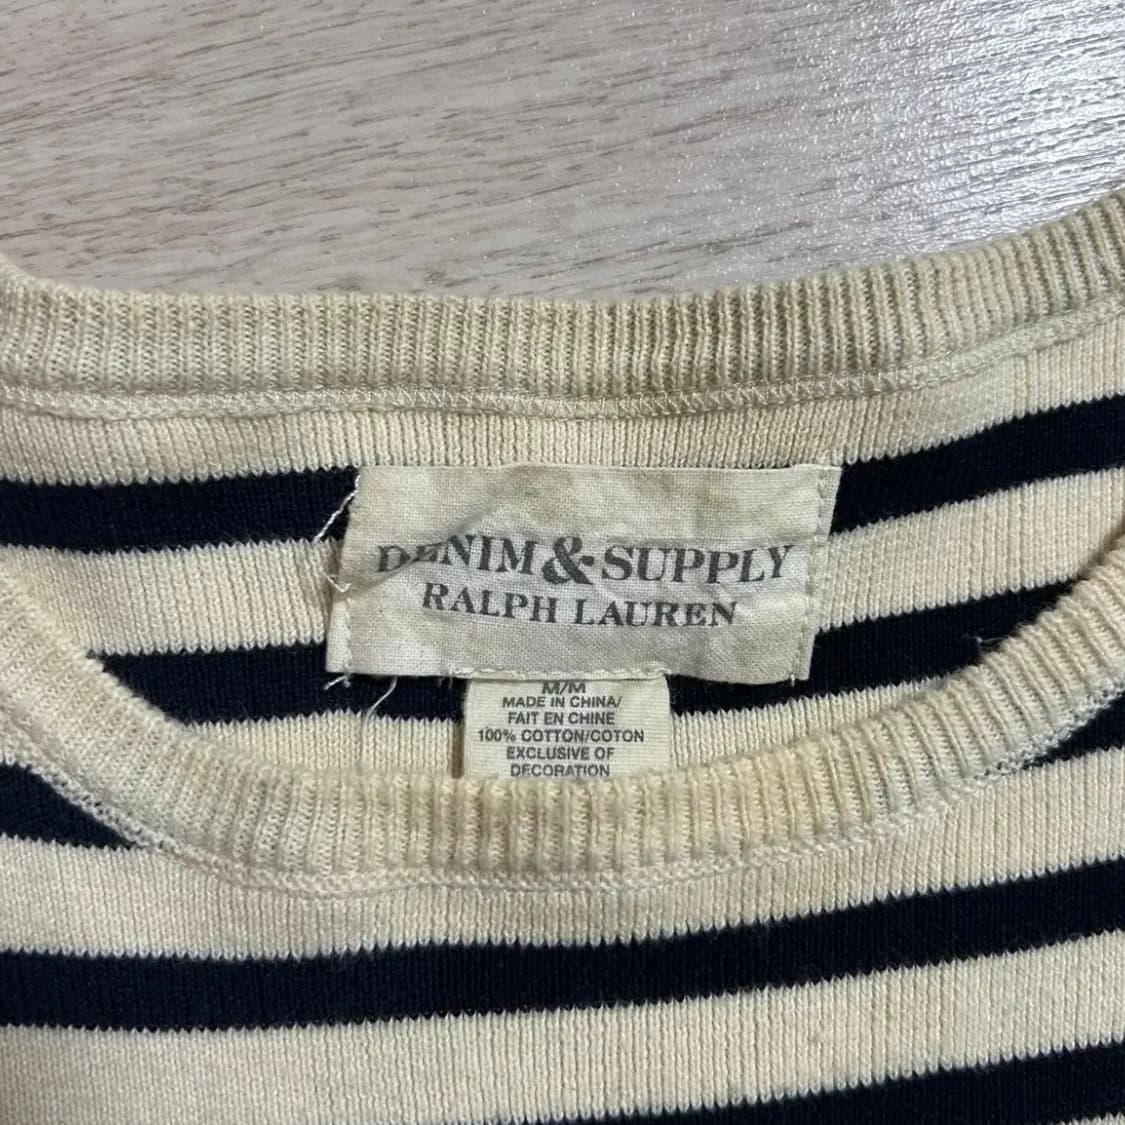 DENIM & SUPPLY
RALPH LAUREN
M/M
MADE IN CHINA/
FAIT EN CHINE
100% COTTON/COTON
EXCLUSIVE OF
DECORATION